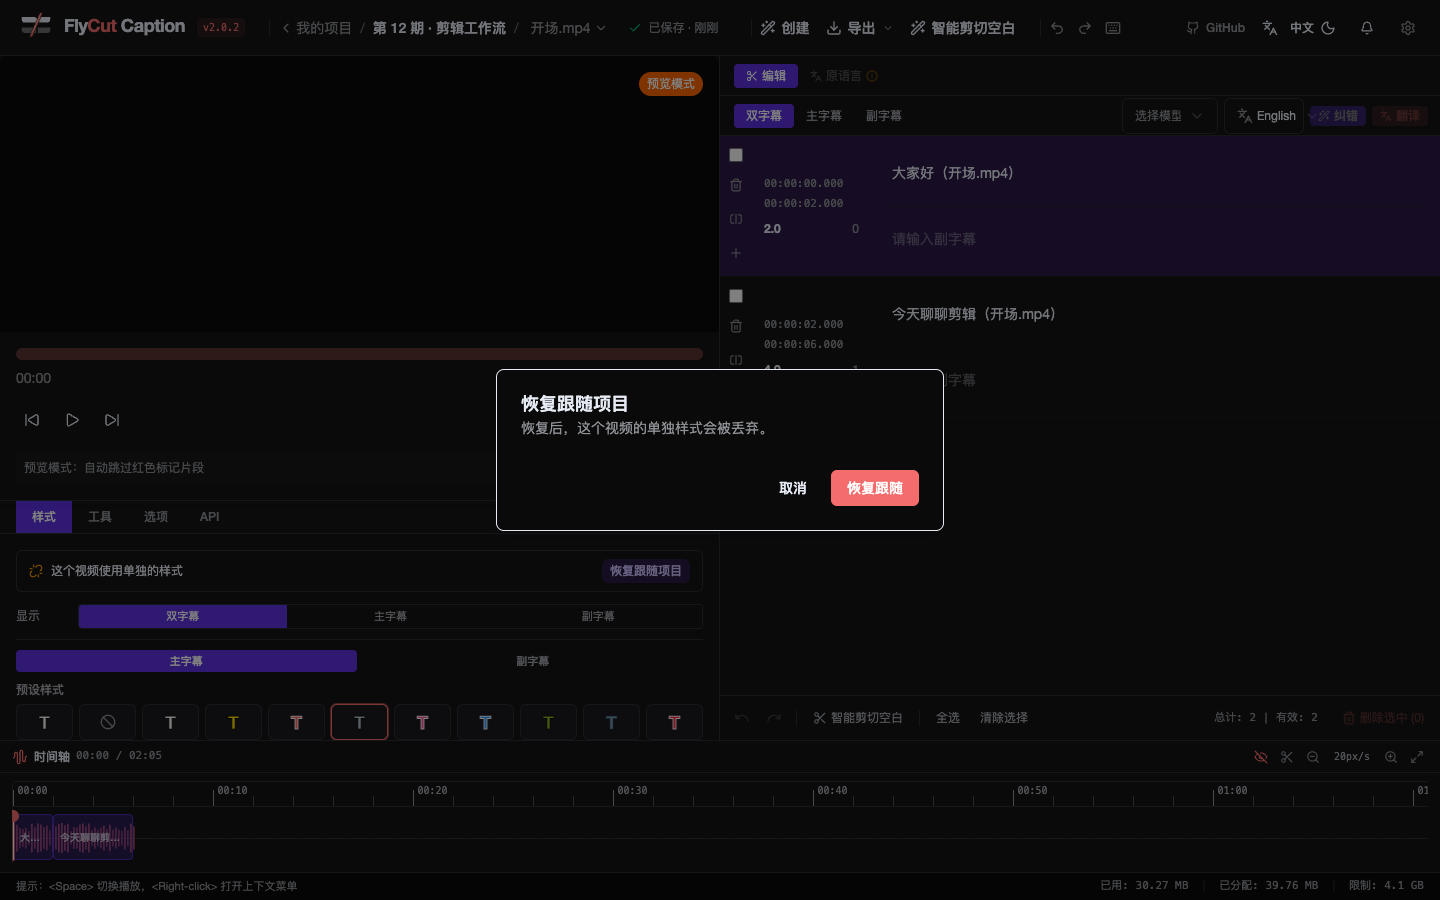 FlyCut Caption v2.0.2 我的项目 / 第 12 期 · 剪辑工作流 / 开场.mp4 已保存 · 刚刚 创建 导出 智能剪切空白 GitHub 中文
预览模式
编辑 原语言
双字幕 主字幕 副字幕 选择模型 English 纠错 翻译
大家好（开场.mp4）
00:00:00.000
00:00:02.000
2.0 0
请输入副字幕
今天聊聊剪辑（开场.mp4）
00:00:02.000
00:00:06.000
字幕
00:00
预览模式：自动跳过红色标记片段
恢复跟随项目
恢复后，这个视频的单独样式会被丢弃。
取消 恢复跟随
样式 工具 选项 API
这个视频使用单独的样式 恢复跟随项目
显示 双字幕 主字幕 副字幕
主字幕 副字幕
预设样式
T T T T T T T T T T
智能剪切空白 全选 清除选择 总计: 2 | 有效: 2 删除选中 (0)
时间轴 00:00 / 02:05 20px/s
00:00 00:10 00:20 00:30 00:40 00:50 01:00 01
大... 今天聊聊剪...
提示：<Space> 切换播放，<Right-click> 打开上下文菜单 已用: 30.27 MB 已分配: 39.76 MB 限制: 4.1 GB